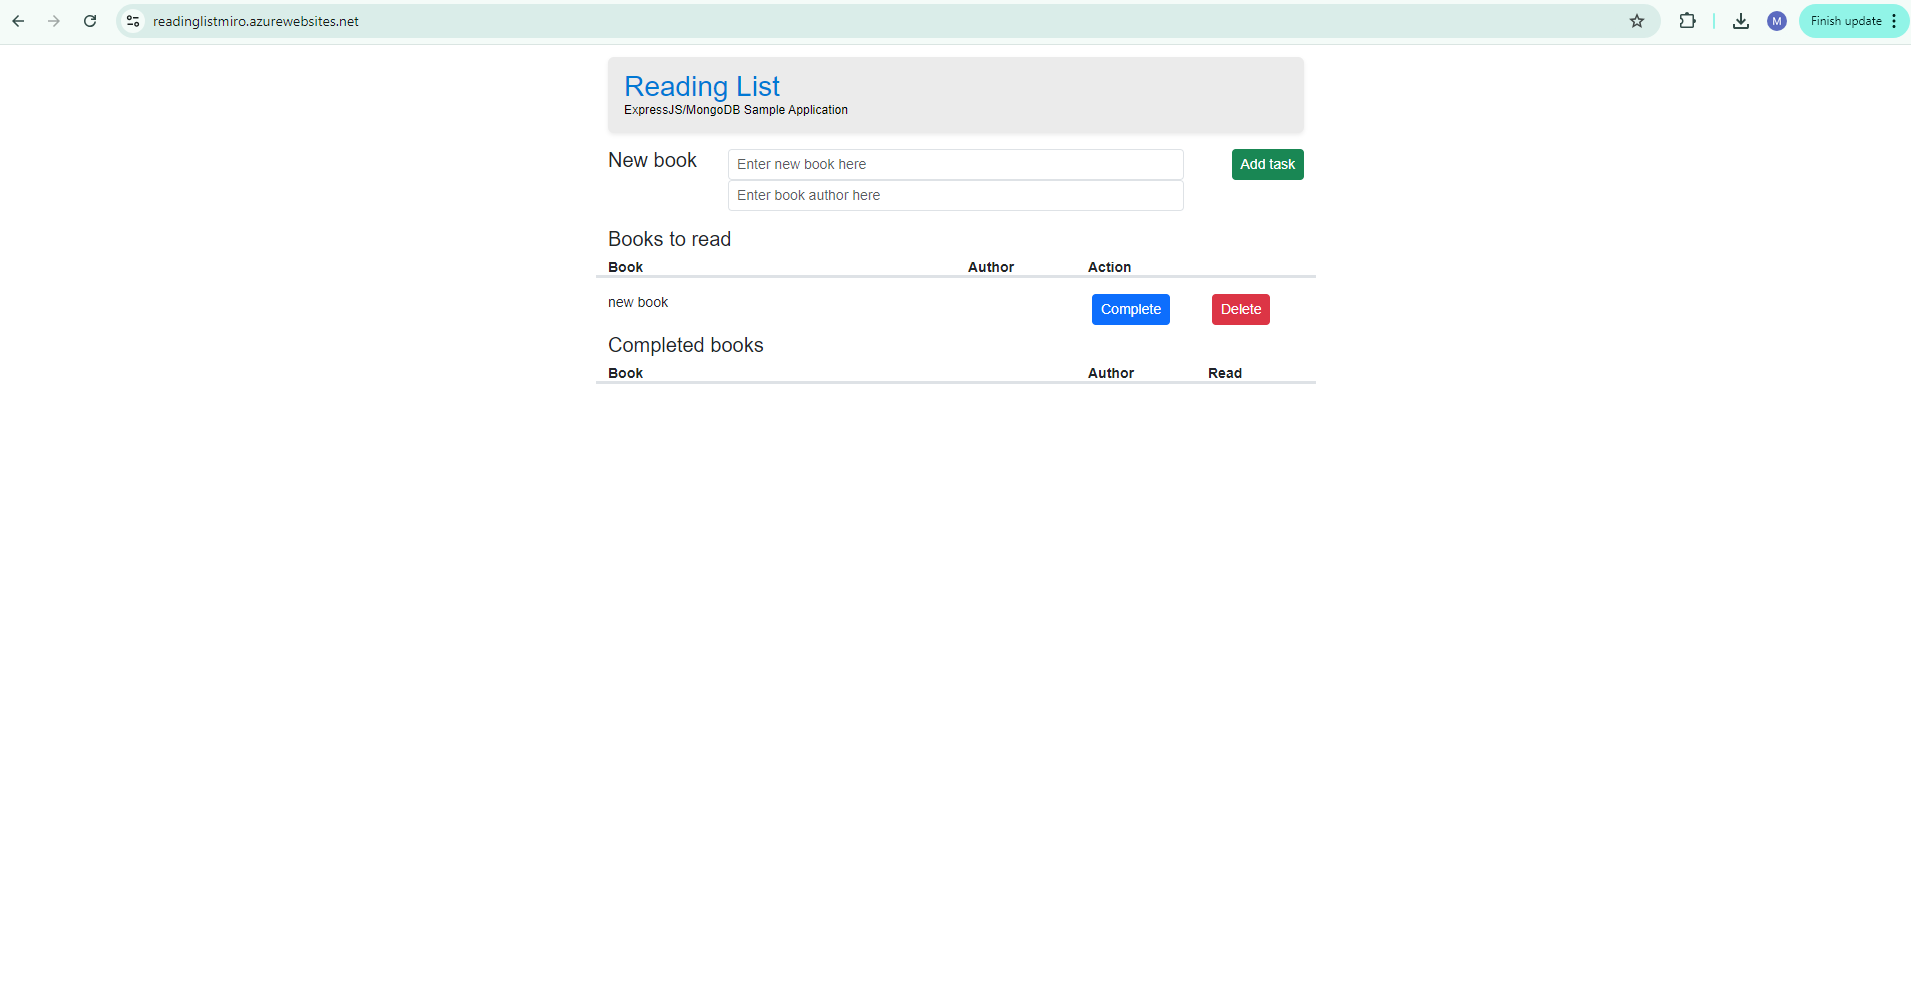 readinglistmiro.azurewebsites.net
M
Finish update
Reading List
ExpressJS/MongoDB Sample Application
New book
Enter new book here
Add task
Enter book author here
Books to read
Book Author Action
new book Complete Delete
Completed books
Book Author Read